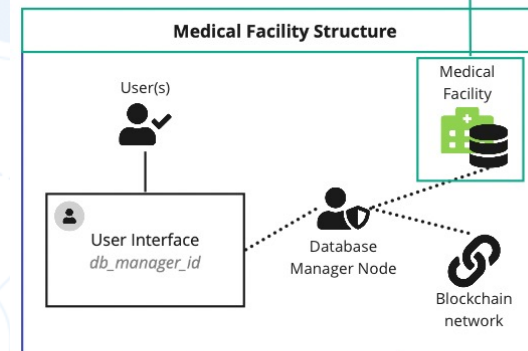 Medical Facility Structure
Medical
Facility
User(s)
User Interface
db_manager_id
Database
Manager Node
Blockchain
network